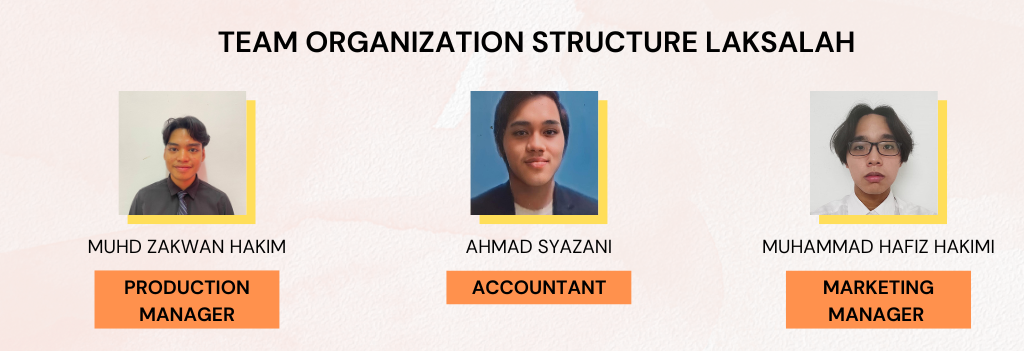 TEAM ORGANIZATION STRUCTURE LAKSALAH
MUHD ZAKWAN HAKIM
AHMAD SYAZANI
MUHAMMAD HAFIZ HAKIMI
PRODUCTION
MANAGER
ACCOUNTANT
MARKETING
MANAGER